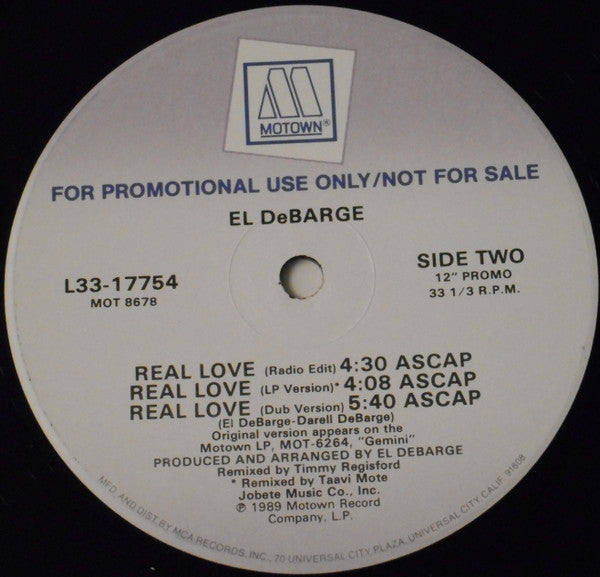 MOTOWN®
FOR PROMOTIONAL USE ONLY/NOT FOR SALE
EL DeBARGE
L33-17754
MOT 8678
SIDE TWO
12" PROMO
33 1/3 R.P.M.
REAL LOVE (Radio Edit) 4:30 ASCAP
REAL LOVE (LP Version)* 4:08 ASCAP
REAL LOVE (Dub Version) 5:40 ASCAP
(El DeBarge-Darell DeBarge)
Original version appears on the
Motown LP, MOT-6264, "Gemini"
PRODUCED AND ARRANGED BY EL DEBARGE
Remixed by Timmy Regisford
* Remixed by Taavi Mote
Jobete Music Co., Inc.
℗ 1989 Motown Record
Company, L.P.
MFD. AND DIST. BY MCA RECORDS, INC., 70 UNIVERSAL CITY PLAZA, UNIVERSAL CITY, CALIF. 91608